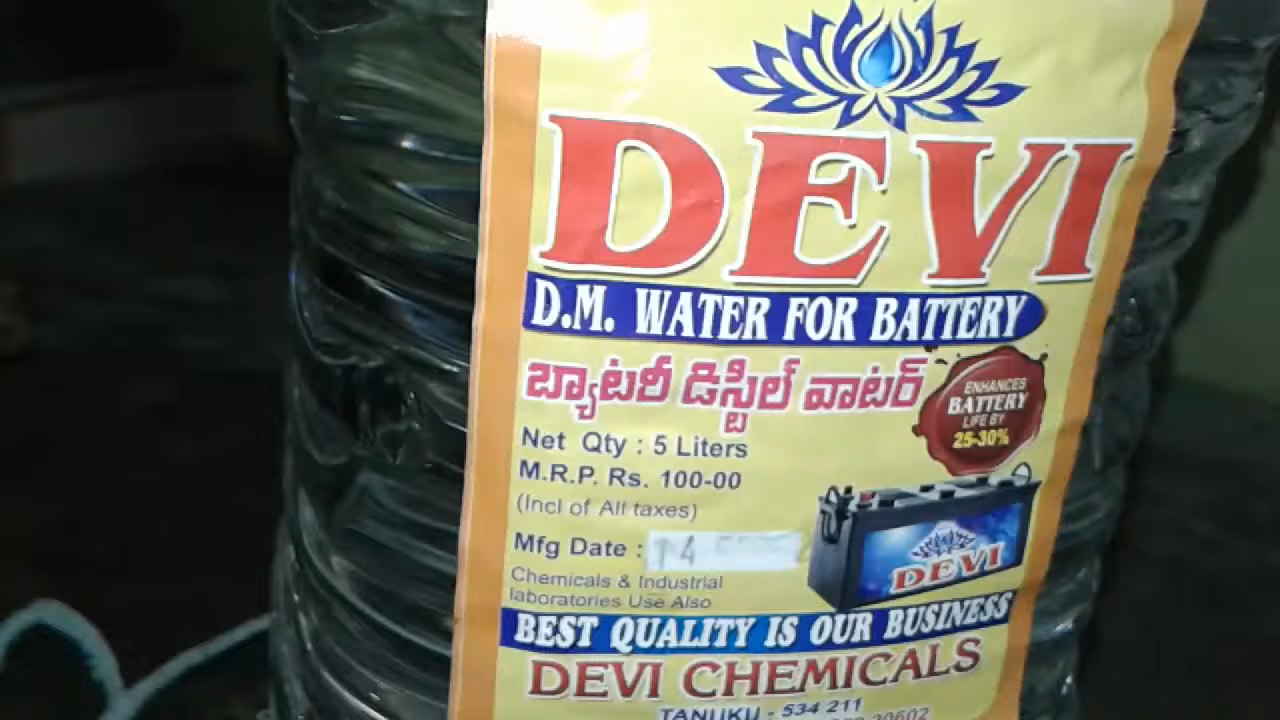 DEVI
D.M. WATER FOR BATTERY
బ్యాటరీ డిస్టిల్ వాటర్
ENHANCES
BATTERY
LIFE BY
25-30%
Net Qty : 5 Liters
M.R.P. Rs. 100-00
(Incl of All taxes)
Mfg Date :
DEVI
Chemicals & Industrial
laboratories Use Also
BEST QUALITY IS OUR BUSINESS
DEVI CHEMICALS
TANUKU - 534 211